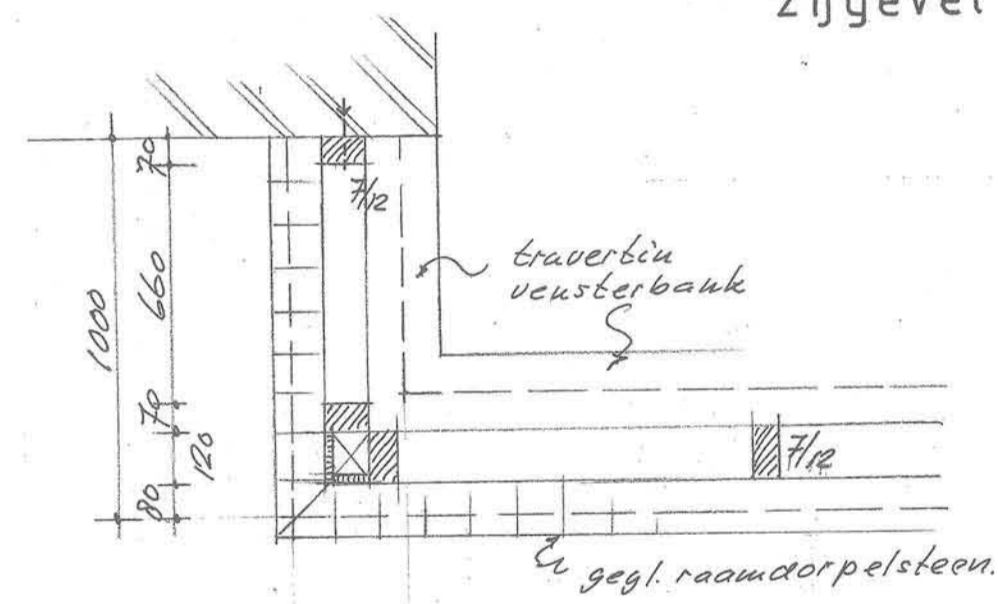 zijgevel
70
7/12
660
1000
travertin
vensterbank
70
120
80
7/12
gegl. raamdorpelsteen.